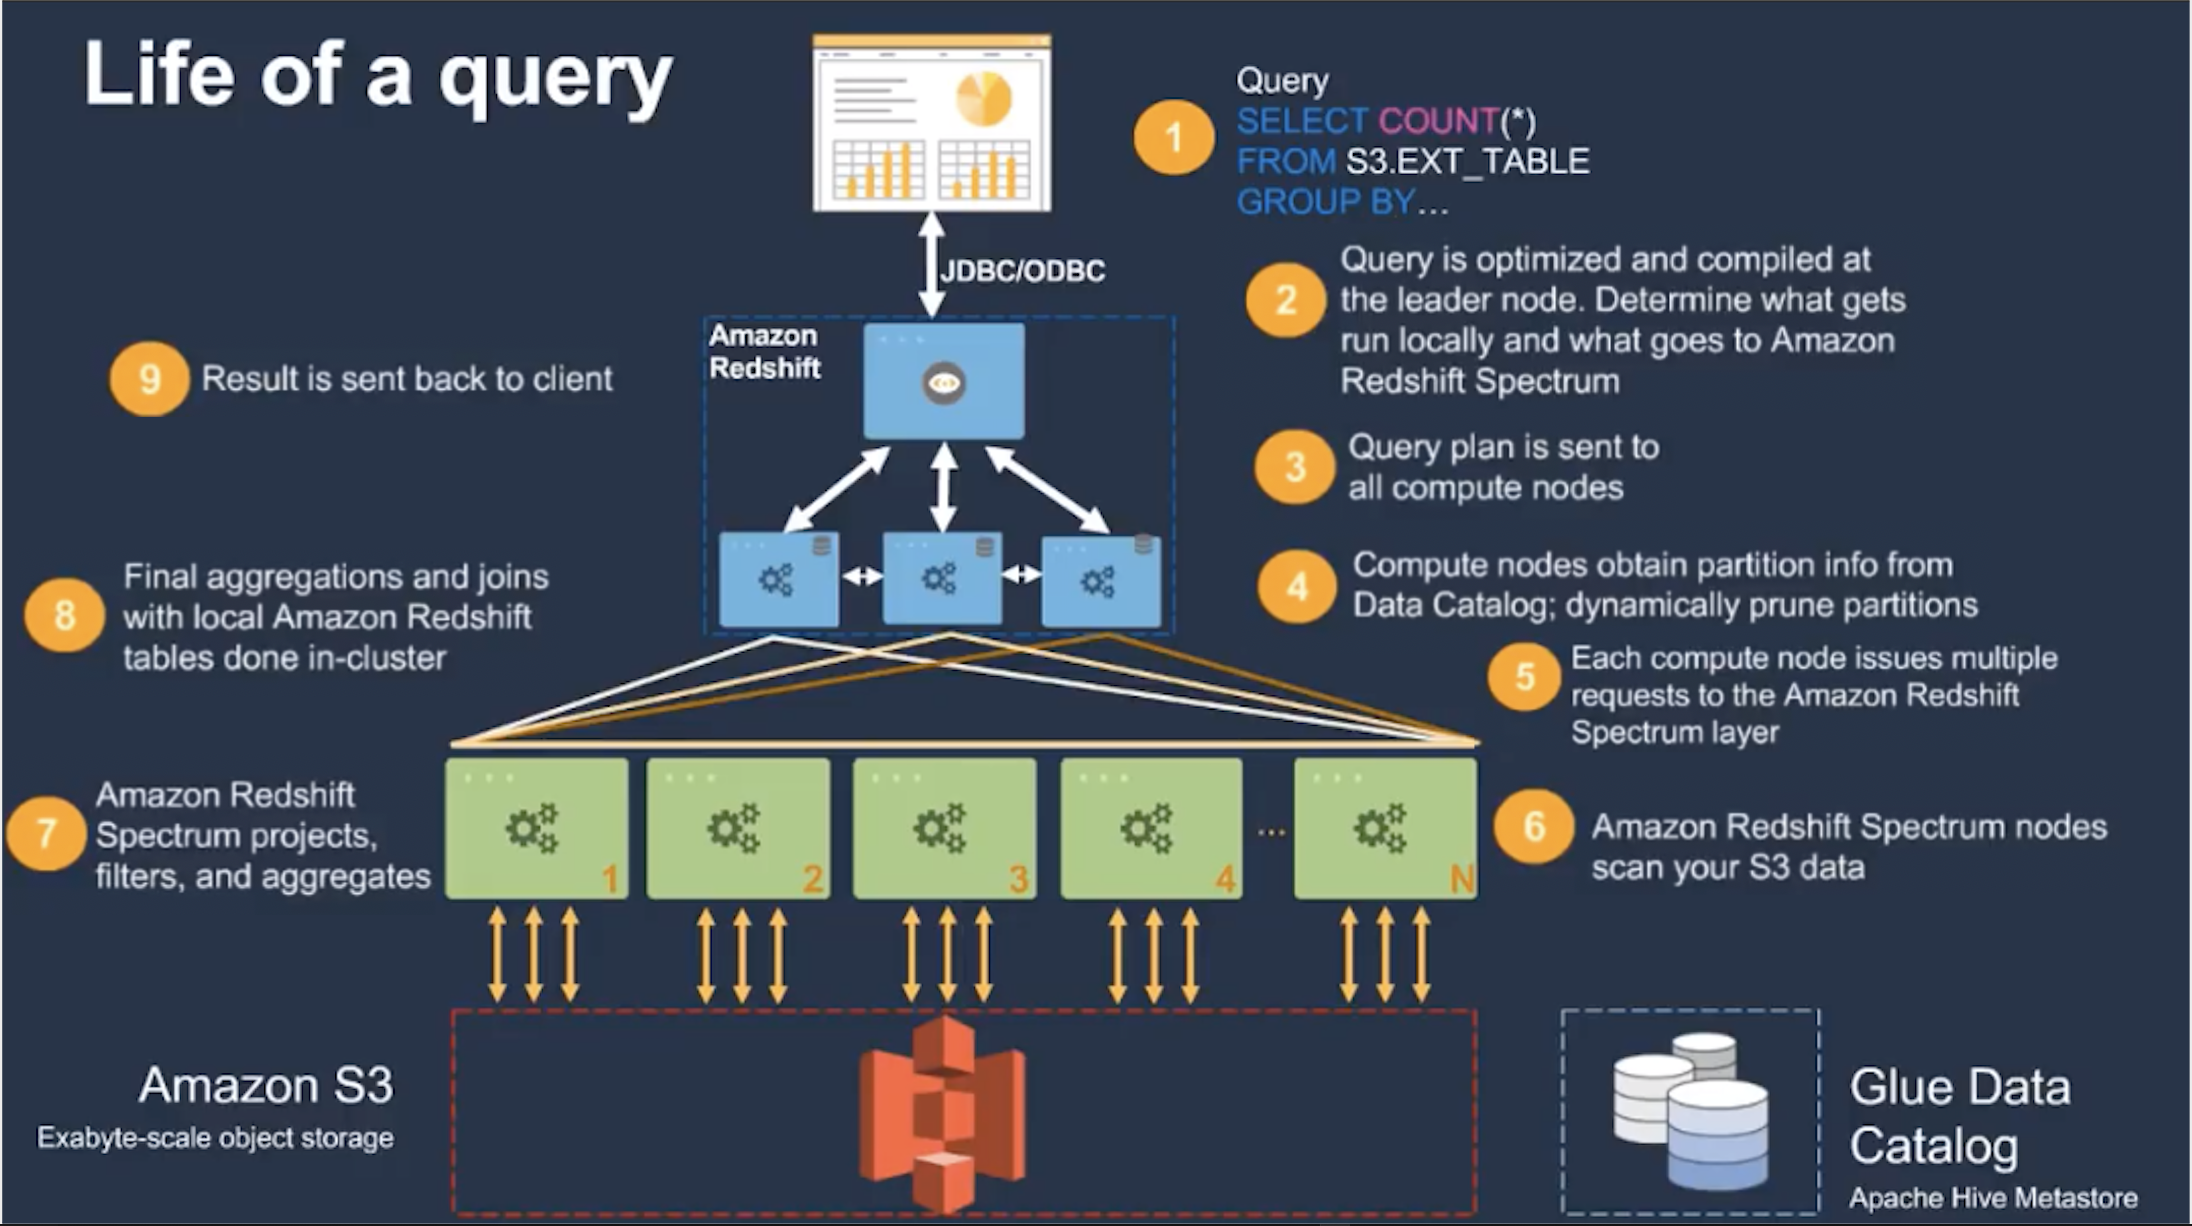 Life of a query
1
Query
SELECT COUNT(*)
FROM S3.EXT_TABLE
GROUP BY...
JDBC/ODBC
2
Query is optimized and compiled at
the leader node. Determine what gets
run locally and what goes to Amazon
Redshift Spectrum
Amazon
Redshift
3
Query plan is sent to
all compute nodes
4
Compute nodes obtain partition info from
Data Catalog; dynamically prune partitions
5
Each compute node issues multiple
requests to the Amazon Redshift
Spectrum layer
6
Amazon Redshift Spectrum nodes
scan your S3 data
1
2
3
4
...
N
7
Amazon Redshift
Spectrum projects,
filters, and aggregates
8
Final aggregations and joins
with local Amazon Redshift
tables done in-cluster
9
Result is sent back to client
Amazon S3
Exabyte-scale object storage
Glue Data
Catalog
Apache Hive Metastore